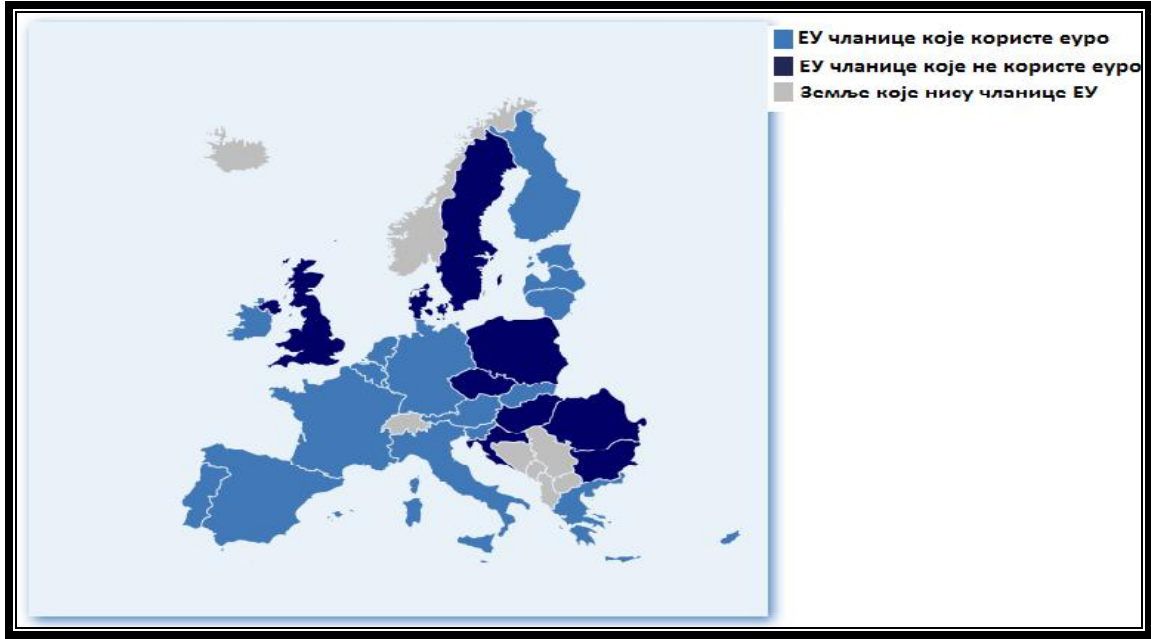 ЕУ чланице које користе еуро
ЕУ чланице које не користе еуро
Земље које нису чланице ЕУ